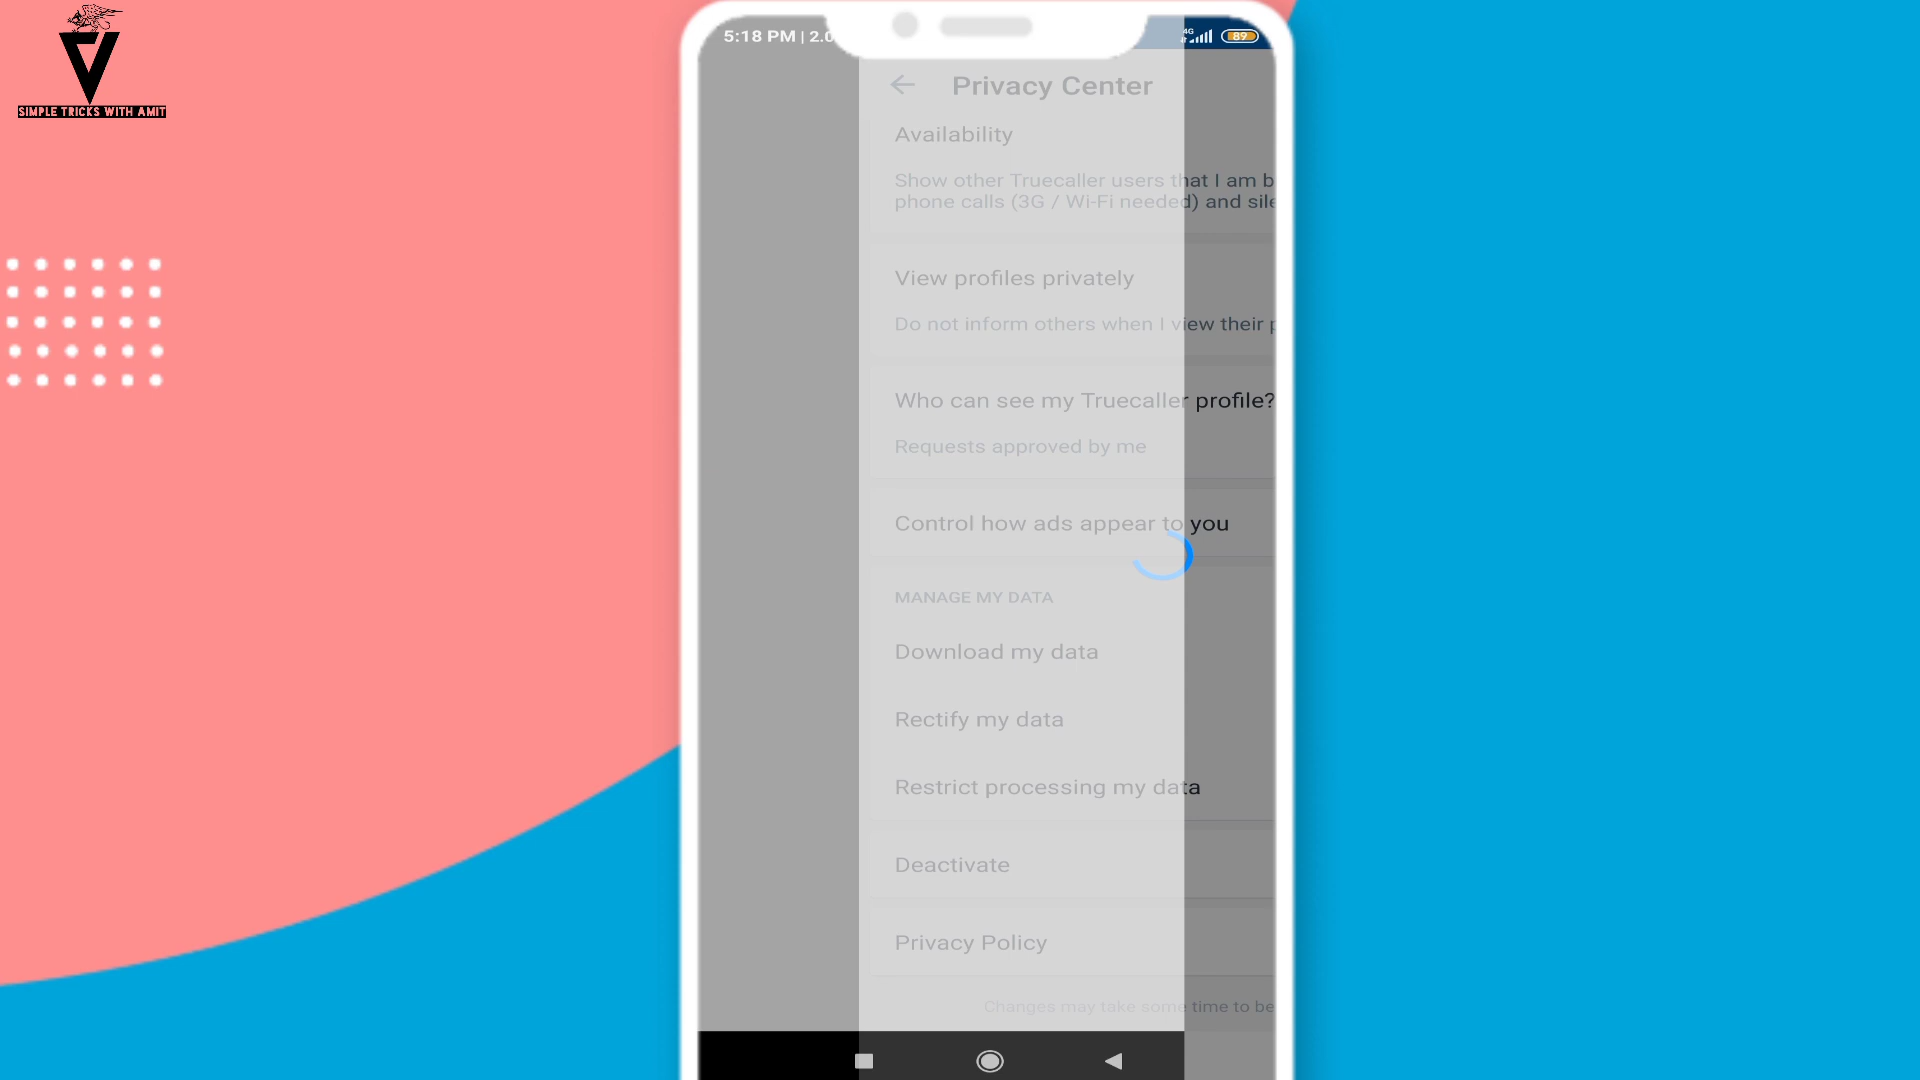 SIMPLE TRICKS WITH AMIT
5:18 PM | 2.0
4G
89
Privacy Center
Availability
Show other Truecaller users that I am b
phone calls (3G / Wi-Fi needed) and sile
View profiles privately
Do not inform others when I view their p
Who can see my Truecaller profile?
Requests approved by me
Control how ads appear to you
MANAGE MY DATA
Download my data
Rectify my data
Restrict processing my data
Deactivate
Privacy Policy
Changes may take some time to be